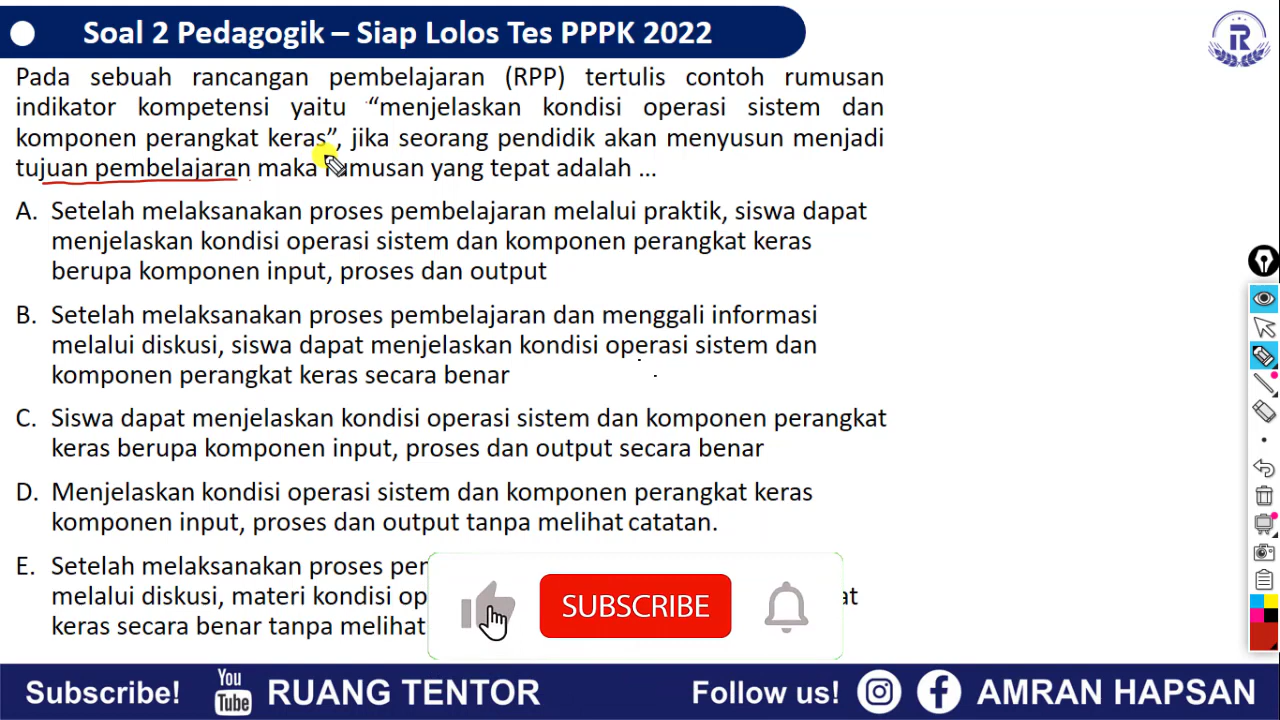 Soal 2 Pedagogik – Siap Lolos Tes PPPK 2022
Pada sebuah rancangan pembelajaran (RPP) tertulis contoh rumusan
indikator kompetensi yaitu “menjelaskan kondisi operasi sistem dan
komponen perangkat keras”, jika seorang pendidik akan menyusun menjadi
tujuan pembelajaran maka rumusan yang tepat adalah ...
A. Setelah melaksanakan proses pembelajaran melalui praktik, siswa dapat
menjelaskan kondisi operasi sistem dan komponen perangkat keras
berupa komponen input, proses dan output
B. Setelah melaksanakan proses pembelajaran dan menggali informasi
melalui diskusi, siswa dapat menjelaskan kondisi operasi sistem dan
komponen perangkat keras secara benar
C. Siswa dapat menjelaskan kondisi operasi sistem dan komponen perangkat
keras berupa komponen input, proses dan output secara benar
D. Menjelaskan kondisi operasi sistem dan komponen perangkat keras
komponen input, proses dan output tanpa melihat catatan.
E. Setelah melaksanakan proses
melalui diskusi, materi kondisi
keras secara benar tanpa melihat
SUBSCRIBE
Subscribe! You Tube RUANG TENTOR Follow us! AMRAN HAPSAN